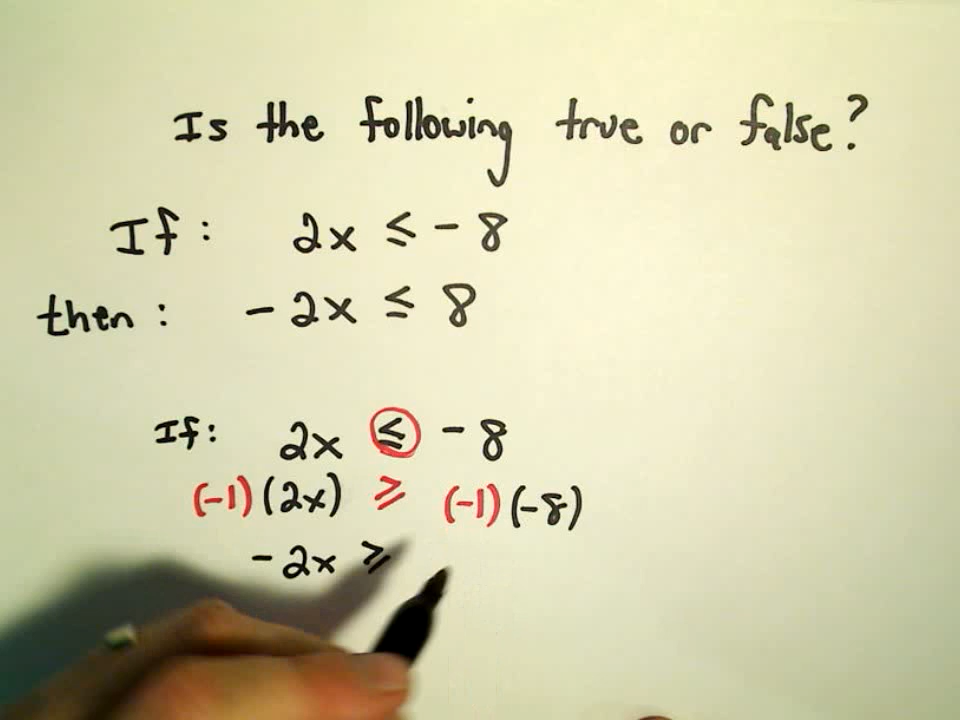 Is the following true or false?
If: 2x ≤ - 8
then: - 2x ≤ 8
If: 2x ≤ - 8
(-1)(2x) ≥ (-1)(-8)
- 2x ≥